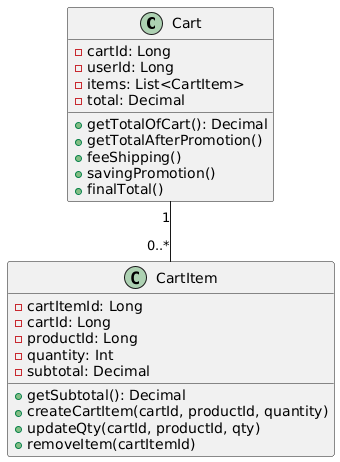 C Cart
cartId: Long
userId: Long
items: List<CartItem>
total: Decimal
getTotalOfCart(): Decimal
getTotalAfterPromotion()
feeShipping()
savingPromotion()
finalTotal()
1
0..*
C CartItem
cartItemId: Long
cartId: Long
productId: Long
quantity: Int
subtotal: Decimal
getSubtotal(): Decimal
createCartItem(cartId, productId, quantity)
updateQty(cartId, productId, qty)
removeItem(cartItemId)